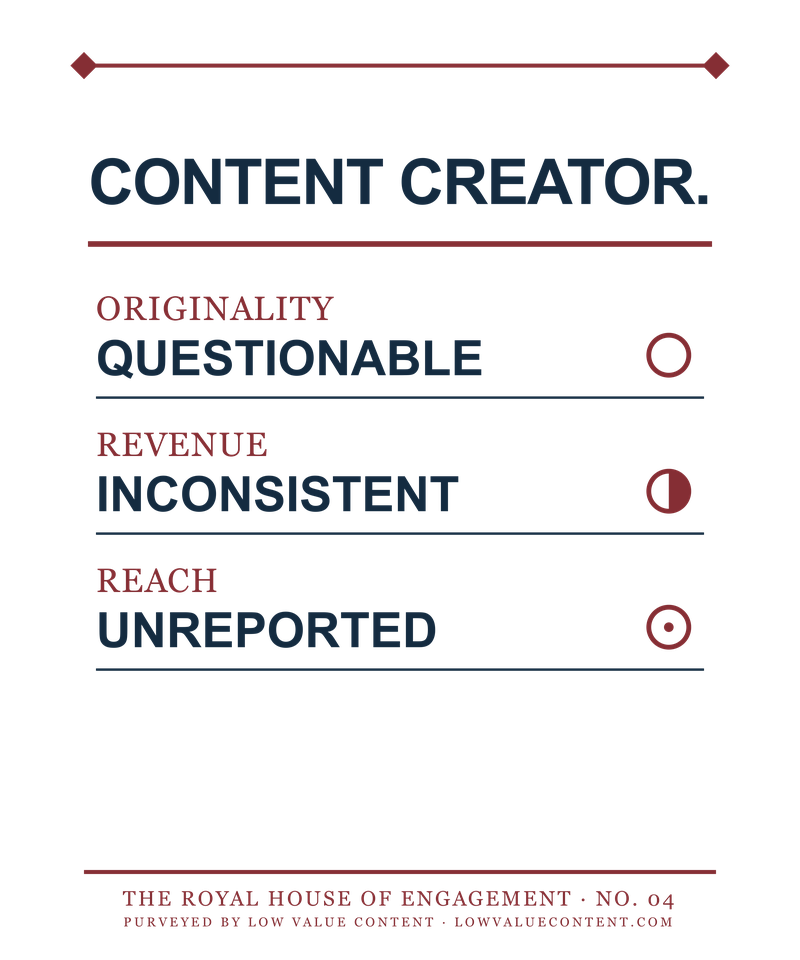 CONTENT CREATOR.
ORIGINALITY
QUESTIONABLE
REVENUE
INCONSISTENT
REACH
UNREPORTED
THE ROYAL HOUSE OF ENGAGEMENT · NO. 04
PURVEYED BY LOW VALUE CONTENT · LOWVALUECONTENT.COM